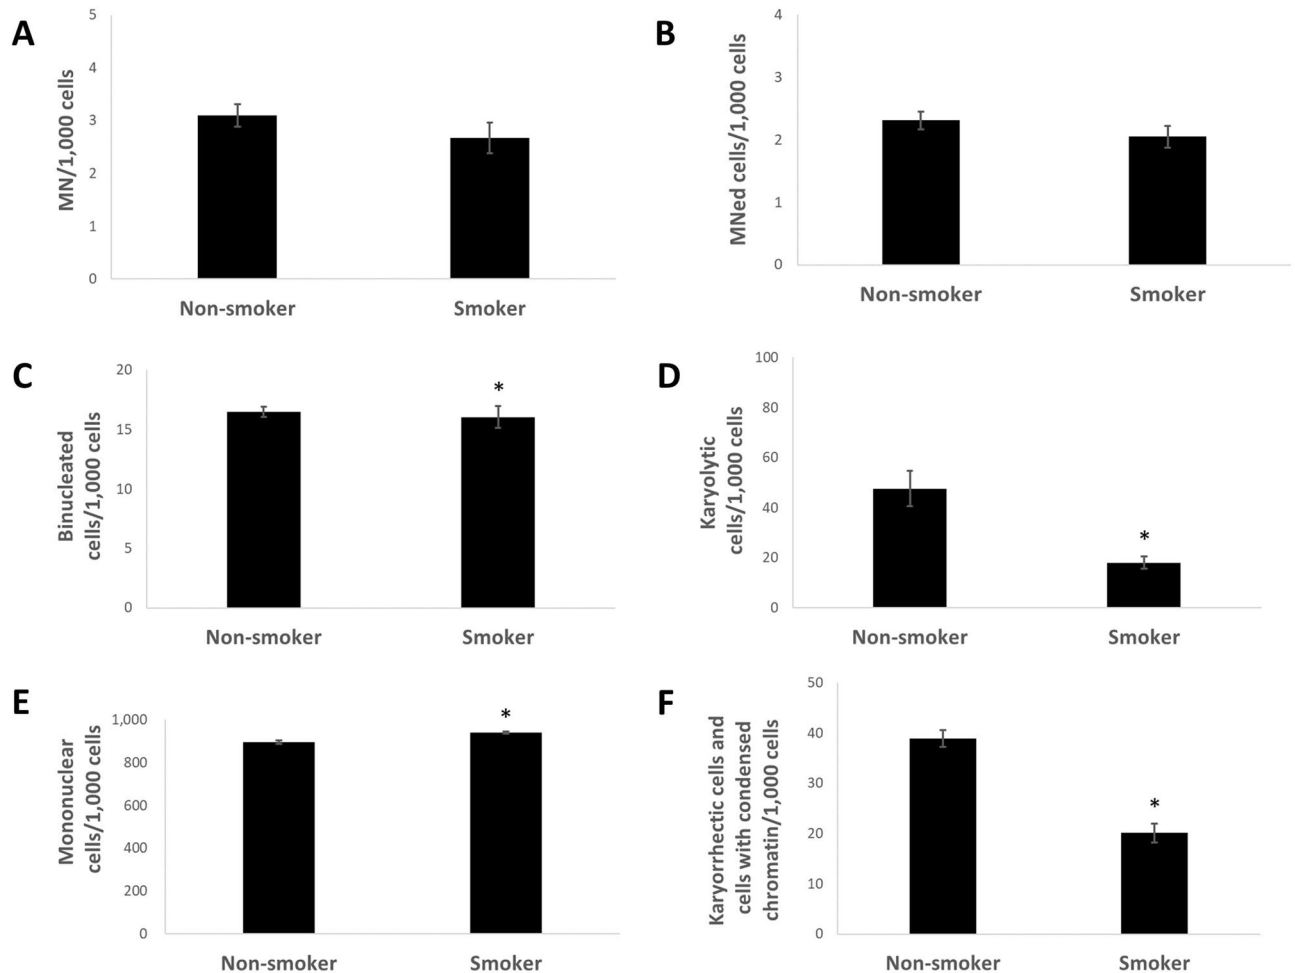 A
MN/1,000 cells
5
4
3
2
1
0
Non-smoker
Smoker
B
MNed cells/1,000 cells
4
3
2
1
0
Non-smoker
Smoker
C
Binucleated
cells/1,000 cells
20
15
10
5
0
*
Non-smoker
Smoker
D
Karyolytic
cells/1,000 cells
100
80
60
40
20
0
*
Non-smoker
Smoker
E
Mononuclear
cells/1,000 cells
1,000
800
600
400
200
0
*
Non-smoker
Smoker
F
Karyorrhectic cells and
cells with condensed
chromatin/1,000 cells
50
40
30
20
10
0
*
Non-smoker
Smoker